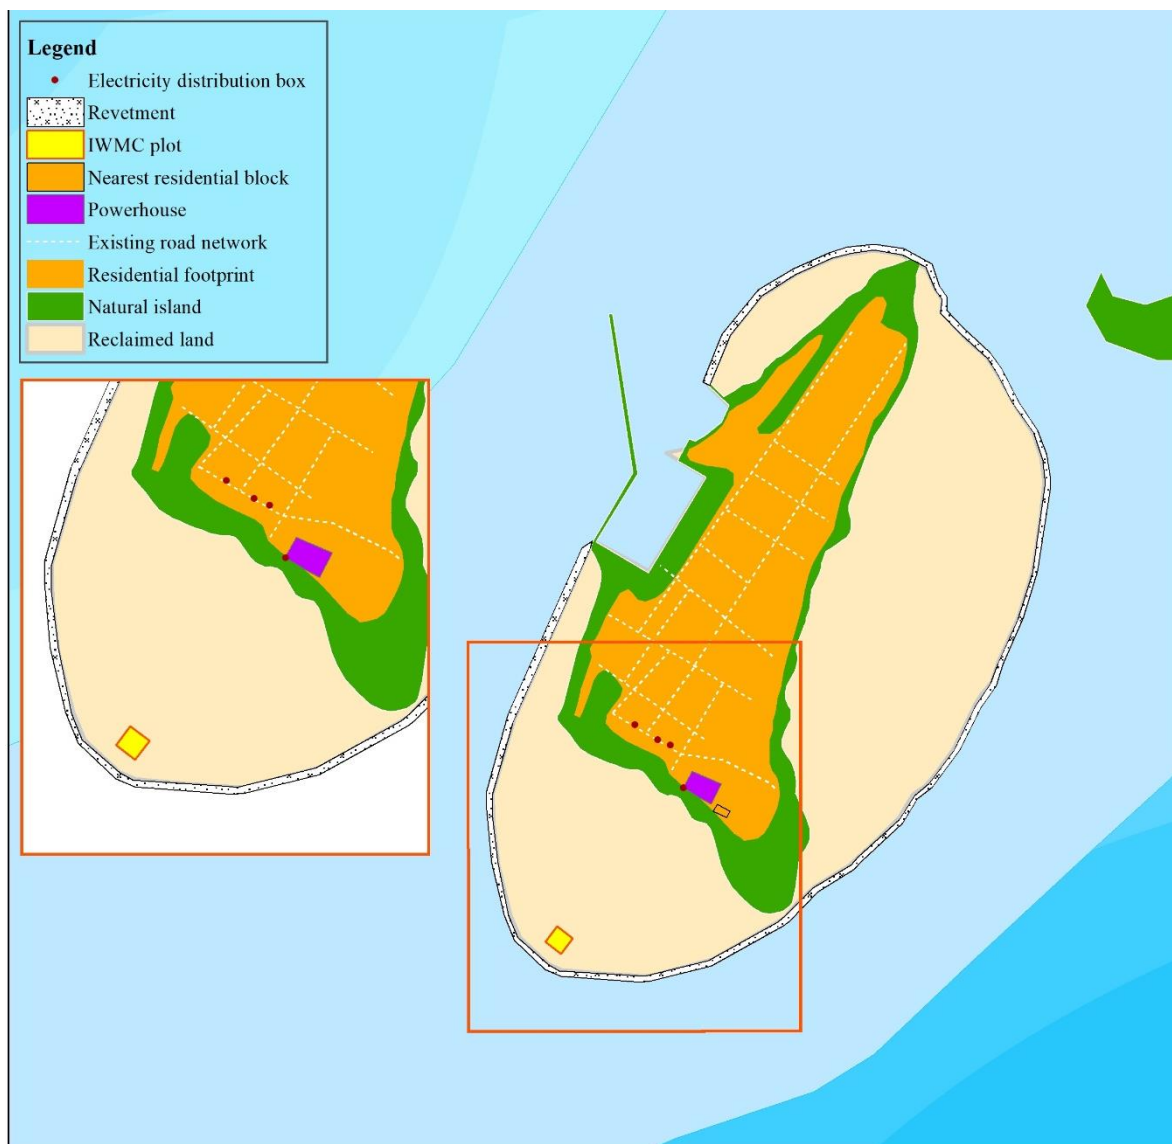 Legend
Electricity distribution box
Revetment
IWMC plot
Nearest residential block
Powerhouse
Existing road network
Residential footprint
Natural island
Reclaimed land